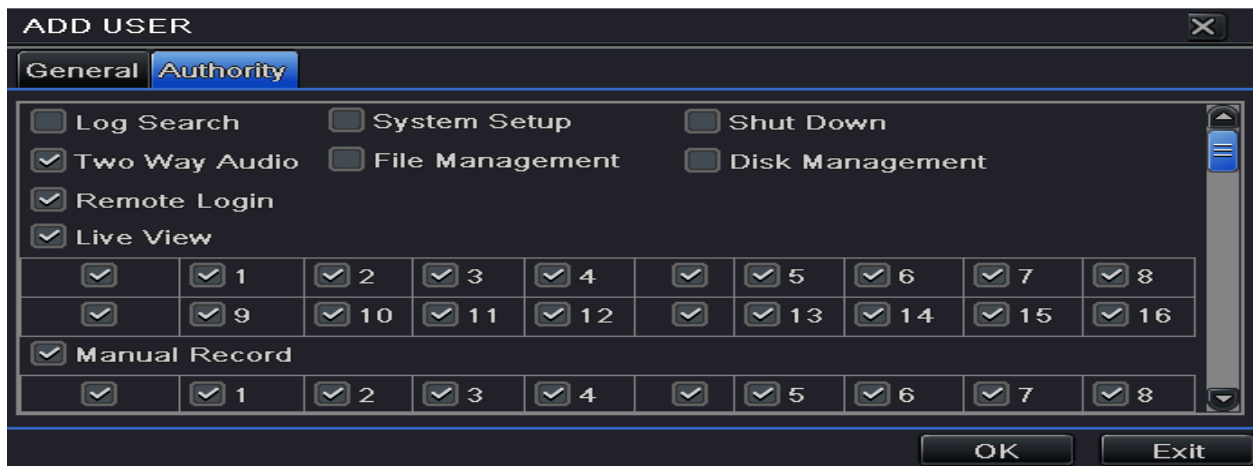 ADD USER
General Authority
Log Search System Setup Shut Down
Two Way Audio File Management Disk Management
Remote Login
Live View
1 2 3 4 5 6 7 8
9 10 11 12 13 14 15 16
Manual Record
1 2 3 4 5 6 7 8
OK Exit